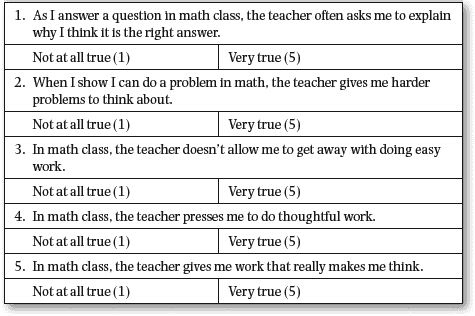 1. As I answer a question in math class, the teacher often asks me to explain
why I think it is the right answer.
Not at all true (1) Very true (5)
2. When I show I can do a problem in math, the teacher gives me harder
problems to think about.
Not at all true (1) Very true (5)
3. In math class, the teacher doesn't allow me to get away with doing easy
work.
Not at all true (1) Very true (5)
4. In math class, the teacher presses me to do thoughtful work.
Not at all true (1) Very true (5)
5. In math class, the teacher gives me work that really makes me think.
Not at all true (1) Very true (5)